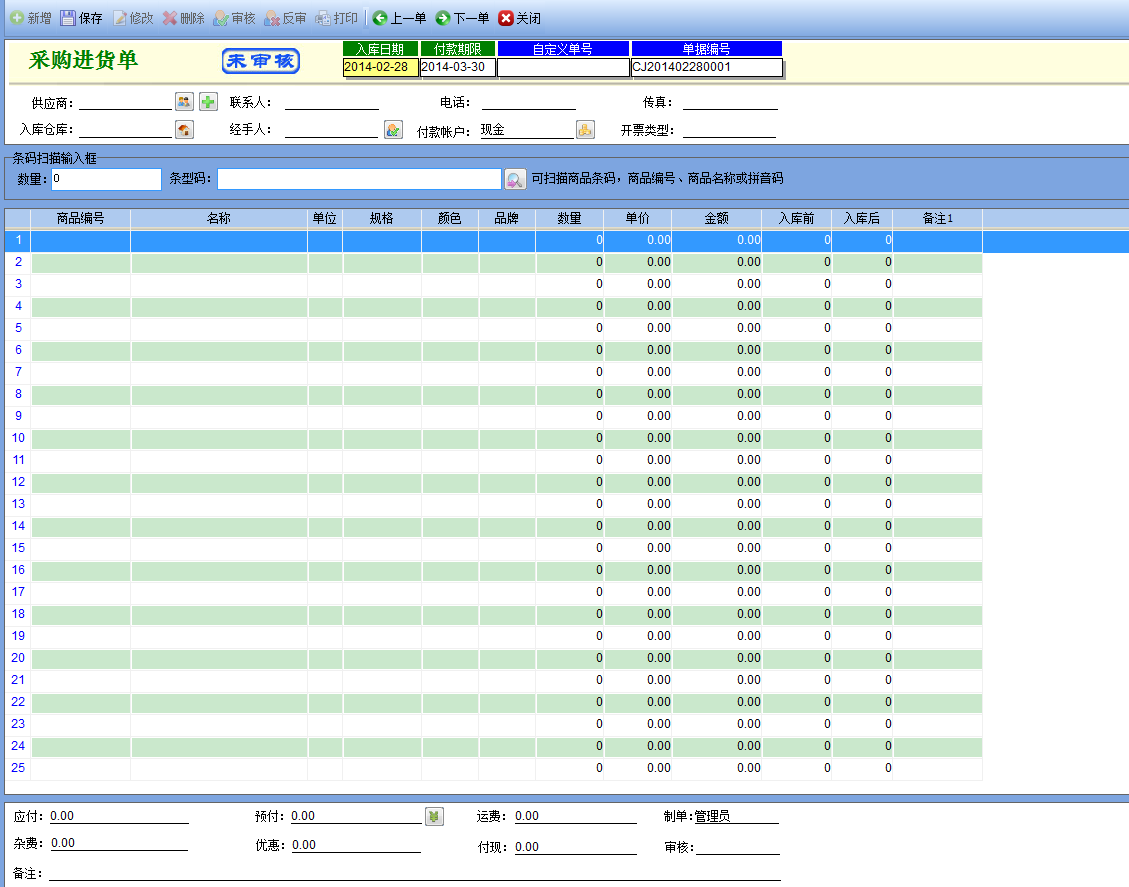 新增 保存 修改 删除 审核 反审 打印 上一单 下一单 关闭
采购进货单 未审核 入库日期 付款期限 自定义单号 单据编号
2014-02-28 2014-03-30 CJ201402280001
供应商: 联系人: 电话: 传真:
入库仓库: 经手人: 付款帐户: 现金 开票类型:
条码扫描输入框
数量: 0 条型码: 可扫描商品条码，商品编号、商品名称或拼音码
商品编号 名称 单位 规格 颜色 品牌 数量 单价 金额 入库前 入库后 备注1
1 0 0.00 0.00 0 0
2 0 0.00 0.00 0 0
3 0 0.00 0.00 0 0
4 0 0.00 0.00 0 0
5 0 0.00 0.00 0 0
6 0 0.00 0.00 0 0
7 0 0.00 0.00 0 0
8 0 0.00 0.00 0 0
9 0 0.00 0.00 0 0
10 0 0.00 0.00 0 0
11 0 0.00 0.00 0 0
12 0 0.00 0.00 0 0
13 0 0.00 0.00 0 0
14 0 0.00 0.00 0 0
15 0 0.00 0.00 0 0
16 0 0.00 0.00 0 0
17 0 0.00 0.00 0 0
18 0 0.00 0.00 0 0
19 0 0.00 0.00 0 0
20 0 0.00 0.00 0 0
21 0 0.00 0.00 0 0
22 0 0.00 0.00 0 0
23 0 0.00 0.00 0 0
24 0 0.00 0.00 0 0
25 0 0.00 0.00 0 0
应付: 0.00 预付: 0.00 运费: 0.00 制单:管理员
杂费: 0.00 优惠: 0.00 付现: 0.00 审核:
备注: